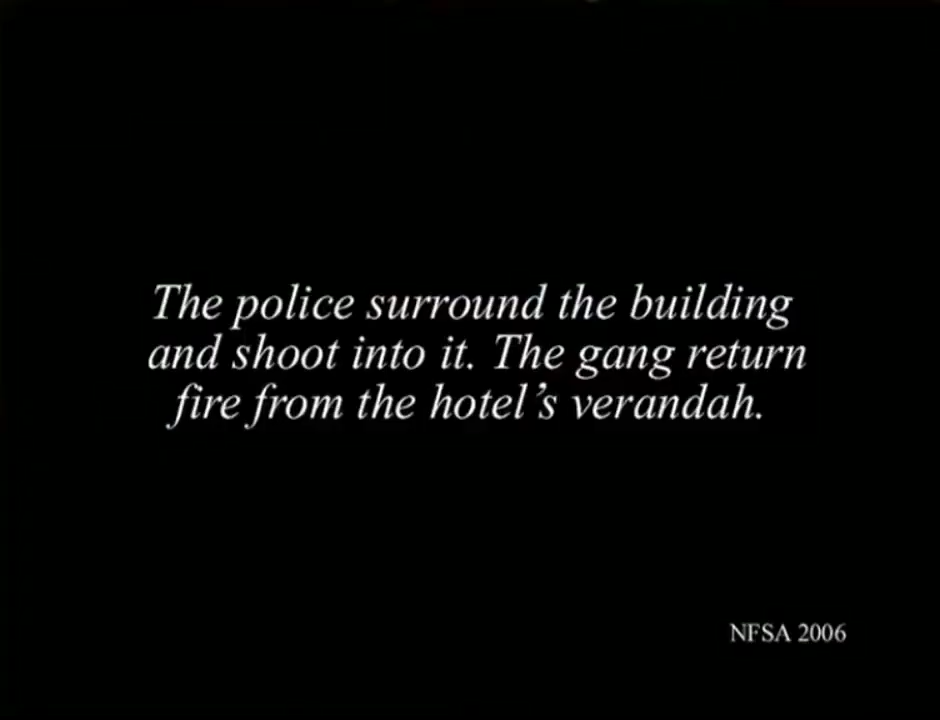 The police surround the building
and shoot into it. The gang return
fire from the hotel's verandah.
NFSA 2006